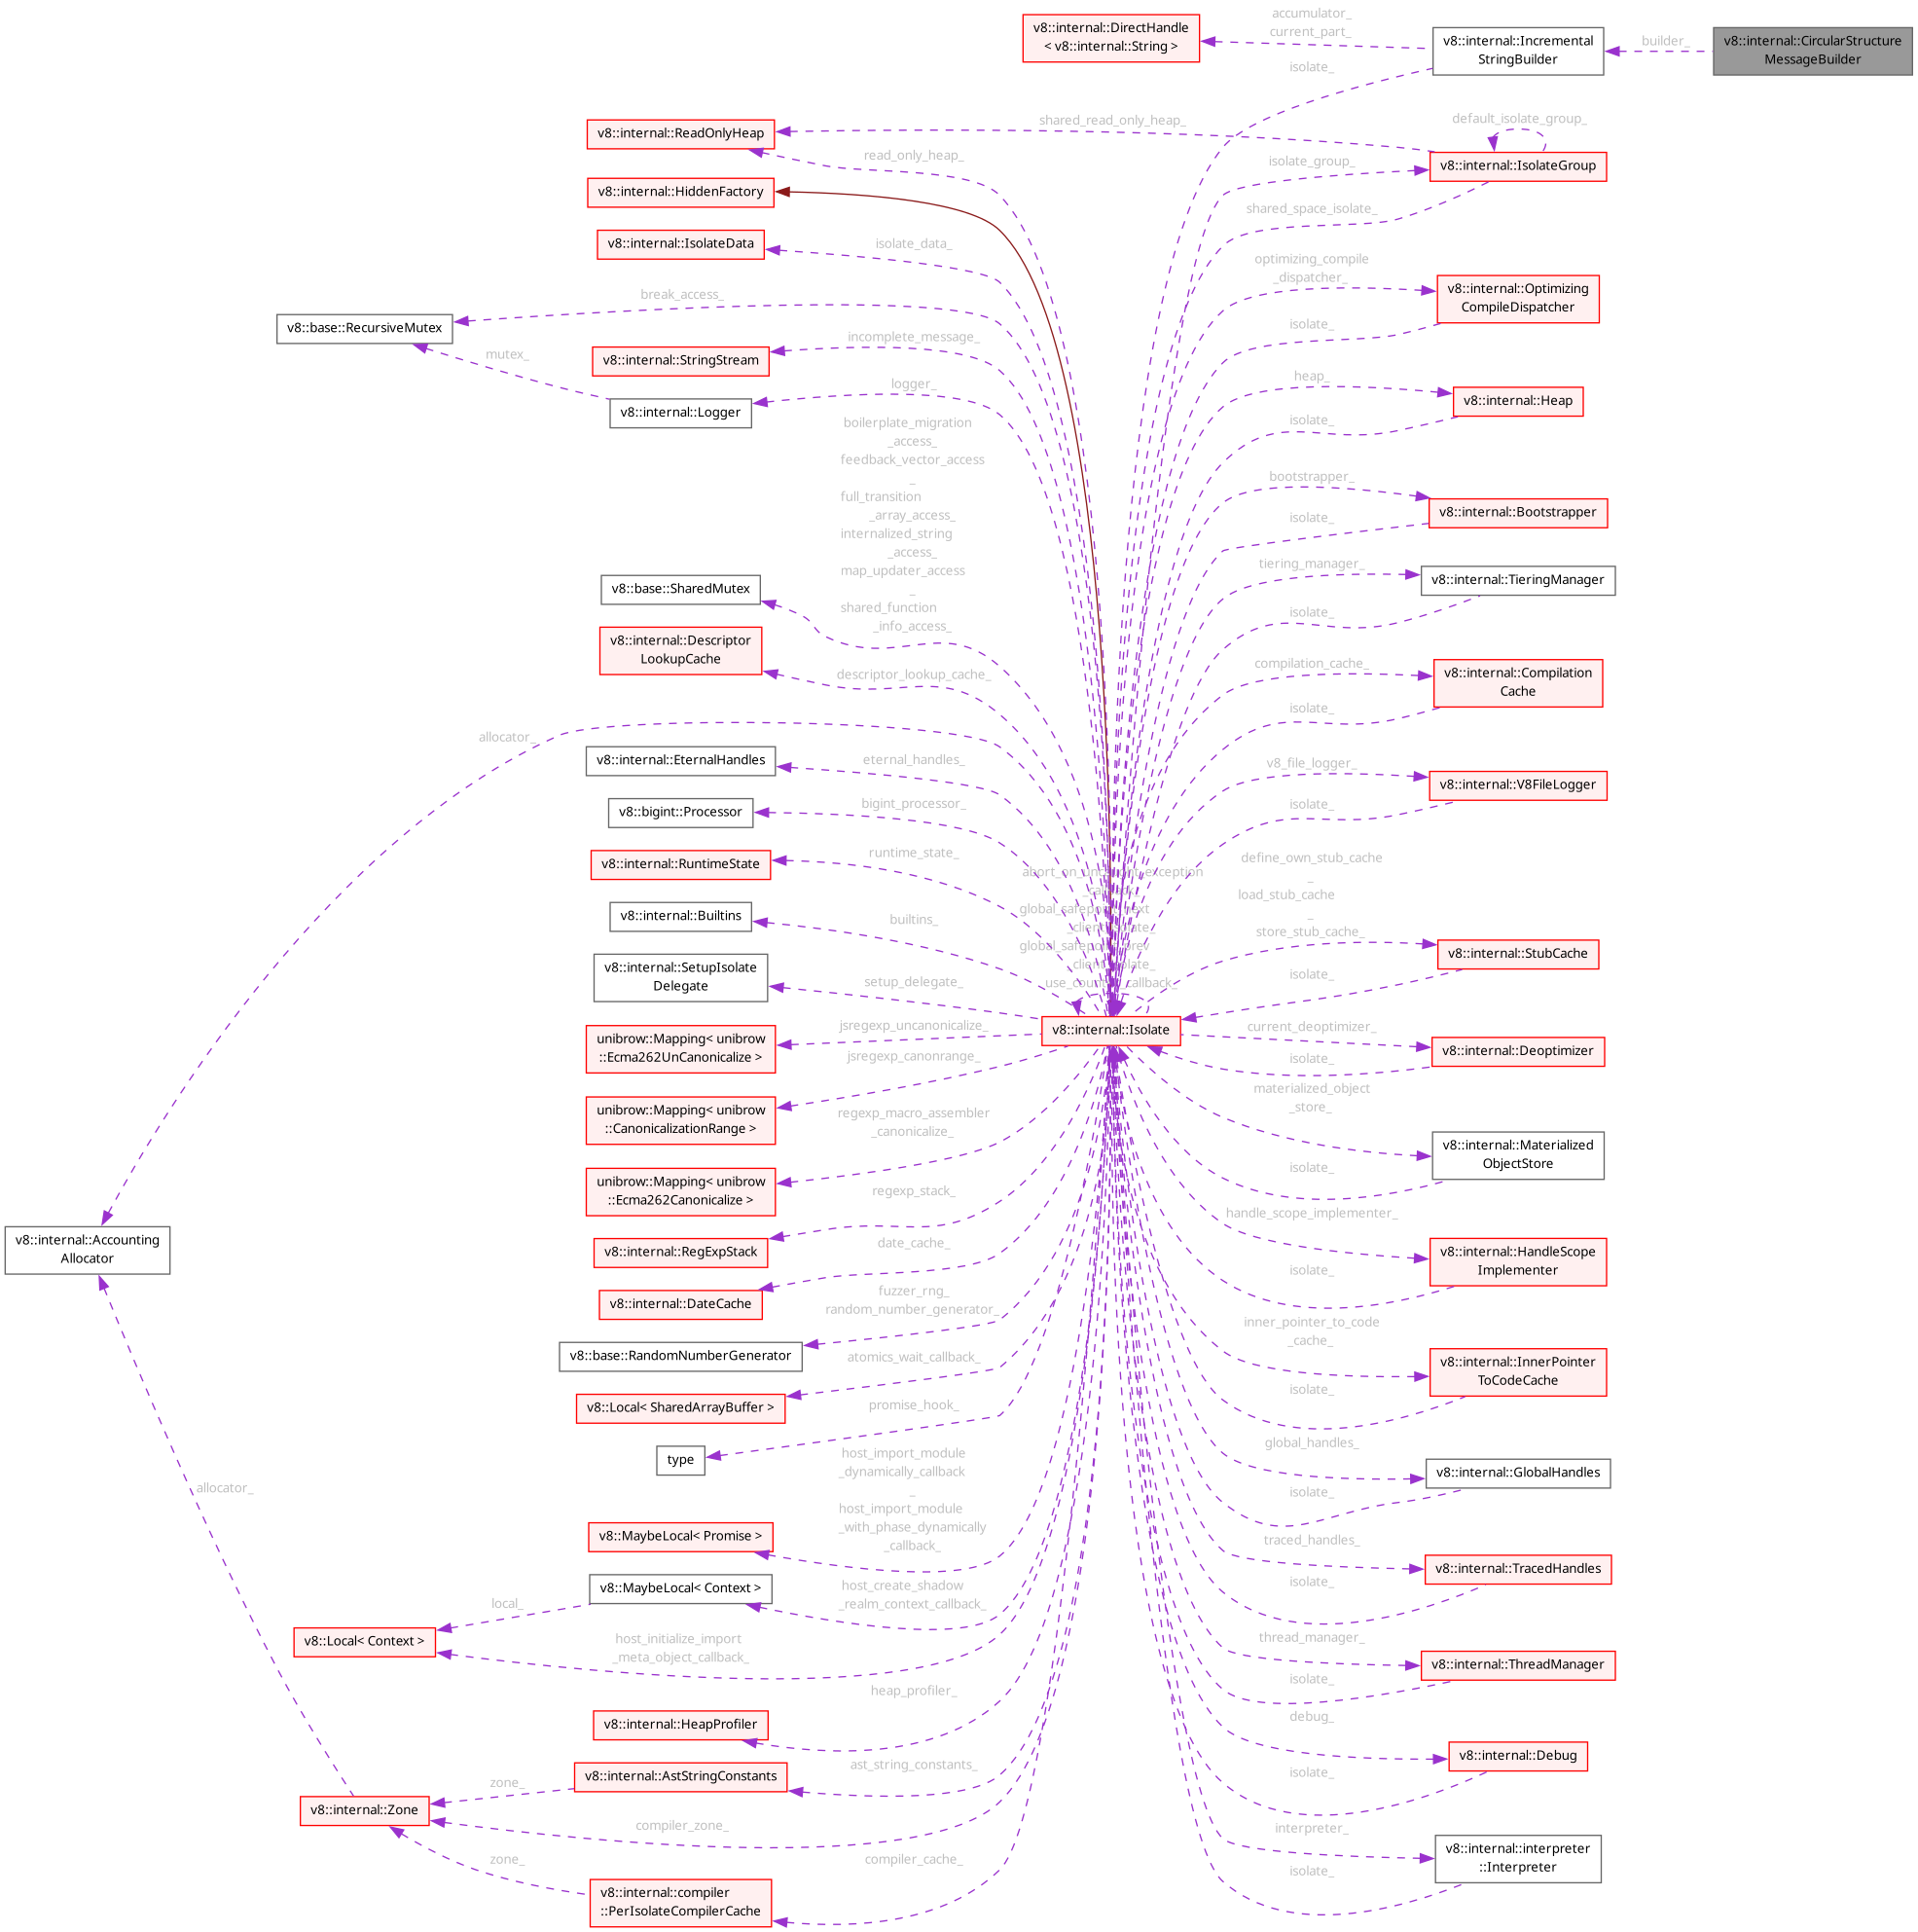 v8::internal::DirectHandle
< v8::internal::String >
accumulator_
current_part_
v8::internal::Incremental
StringBuilder
builder_
v8::internal::CircularStructure
MessageBuilder
isolate_
v8::internal::ReadOnlyHeap
shared_read_only_heap_
default_isolate_group_
read_only_heap_
isolate_group_
v8::internal::IsolateGroup
v8::internal::HiddenFactory
shared_space_isolate_
v8::internal::IsolateData
isolate_data_
optimizing_compile
_dispatcher_
v8::internal::Optimizing
CompileDispatcher
break_access_
v8::base::RecursiveMutex
isolate_
incomplete_message_
v8::internal::StringStream
mutex_
logger_
heap_
v8::internal::Heap
v8::internal::Logger
isolate_
boilerplate_migration
_access_
feedback_vector_access
_
full_transition
_array_access_
internalized_string
_access_
map_updater_access
_
shared_function
_info_access_
bootstrapper_
v8::internal::Bootstrapper
isolate_
tiering_manager_
v8::internal::TieringManager
v8::base::SharedMutex
isolate_
v8::internal::Descriptor
LookupCache
descriptor_lookup_cache_
compilation_cache_
v8::internal::Compilation
Cache
isolate_
allocator_
v8::internal::EternalHandles
eternal_handles_
v8_file_logger_
v8::internal::V8FileLogger
isolate_
v8::bigint::Processor
bigint_processor_
v8::internal::RuntimeState
runtime_state_
define_own_stub_cache
_
load_stub_cache
_
store_stub_cache_
v8::internal::StubCache
isolate_
v8::internal::Builtins
builtins_
v8::internal::SetupIsolate
Delegate
setup_delegate_
v8::internal::Isolate
unibrow::Mapping< unibrow
::Ecma262UnCanonicalize >
jsregexp_uncanonicalize_
jsregexp_canonrange_
current_deoptimizer_
v8::internal::Deoptimizer
isolate_
unibrow::Mapping< unibrow
::CanonicalizationRange >
materialized_object
_store_
v8::internal::Materialized
ObjectStore
isolate_
regexp_macro_assembler
_canonicalize_
unibrow::Mapping< unibrow
::Ecma262Canonicalize >
regexp_stack_
handle_scope_implementer_
v8::internal::HandleScope
Implementer
isolate_
v8::internal::Accounting
Allocator
v8::internal::RegExpStack
date_cache_
v8::internal::DateCache
fuzzer_rng_
random_number_generator_
v8::base::RandomNumberGenerator
inner_pointer_to_code
_cache_
v8::internal::InnerPointer
ToCodeCache
isolate_
atomics_wait_callback_
v8::Local< SharedArrayBuffer >
promise_hook_
type
global_handles_
v8::internal::GlobalHandles
isolate_
allocator_
host_import_module
_dynamically_callback
_
host_import_module
_with_phase_dynamically
_callback_
v8::MaybeLocal< Promise >
traced_handles_
v8::internal::TracedHandles
isolate_
v8::MaybeLocal< Context >
host_create_shadow
_realm_context_callback_
local_
v8::Local< Context >
host_initialize_import
_meta_object_callback_
thread_manager_
v8::internal::ThreadManager
isolate_
heap_profiler_
v8::internal::HeapProfiler
debug_
v8::internal::Debug
isolate_
ast_string_constants_
v8::internal::AstStringConstants
zone_
v8::internal::Zone
compiler_zone_
interpreter_
v8::internal::interpreter
::Interpreter
isolate_
zone_
compiler_cache_
v8::internal::compiler
::PerIsolateCompilerCache